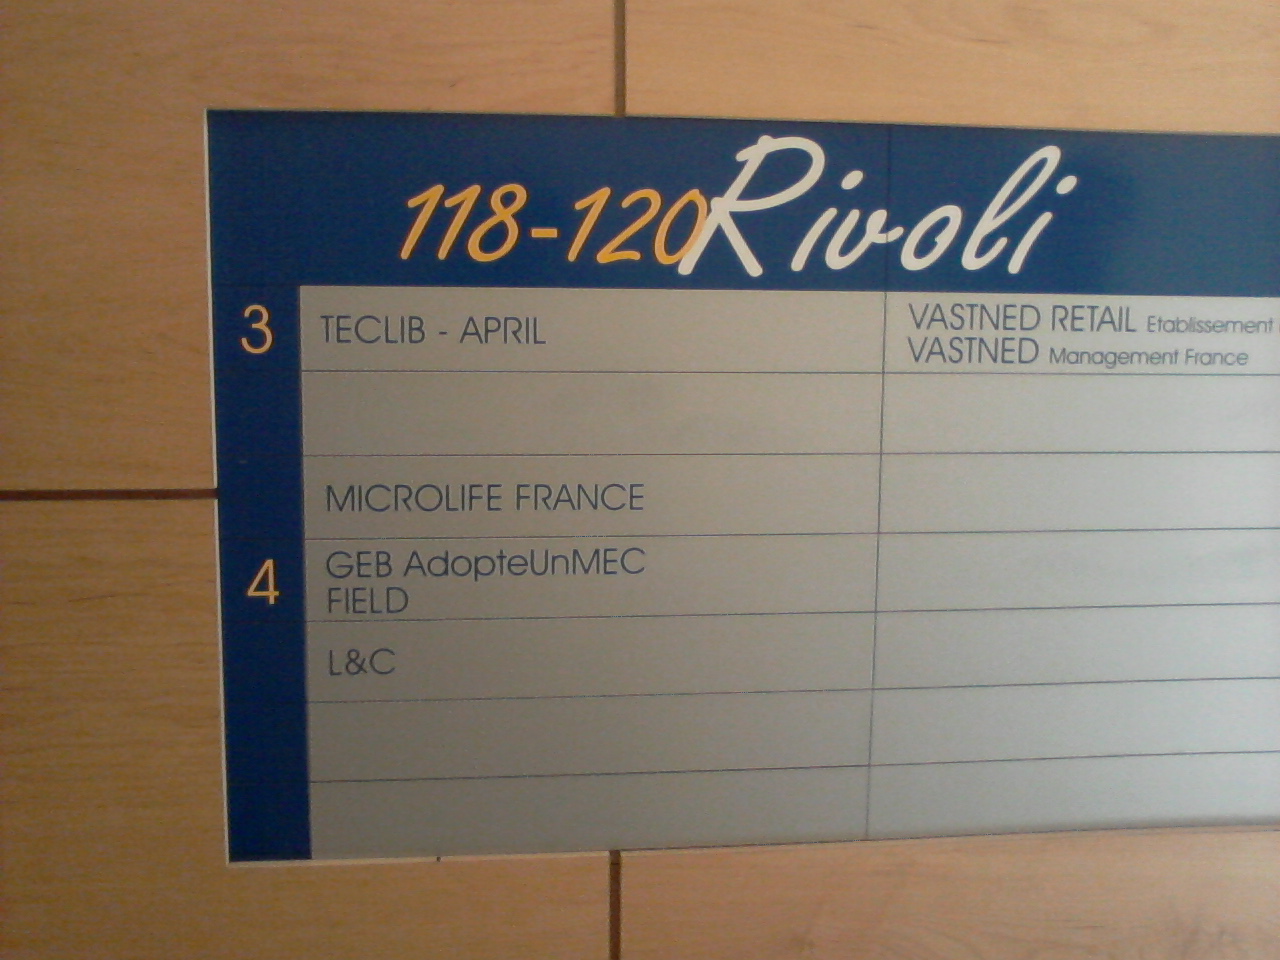 118-120 Rivoli
3
TECLIB - APRIL
VASTNED RETAIL Etablissement
VASTNED Management France
MICROLIFE FRANCE
4
GEB AdopteUnMEC
FIELD
L&C